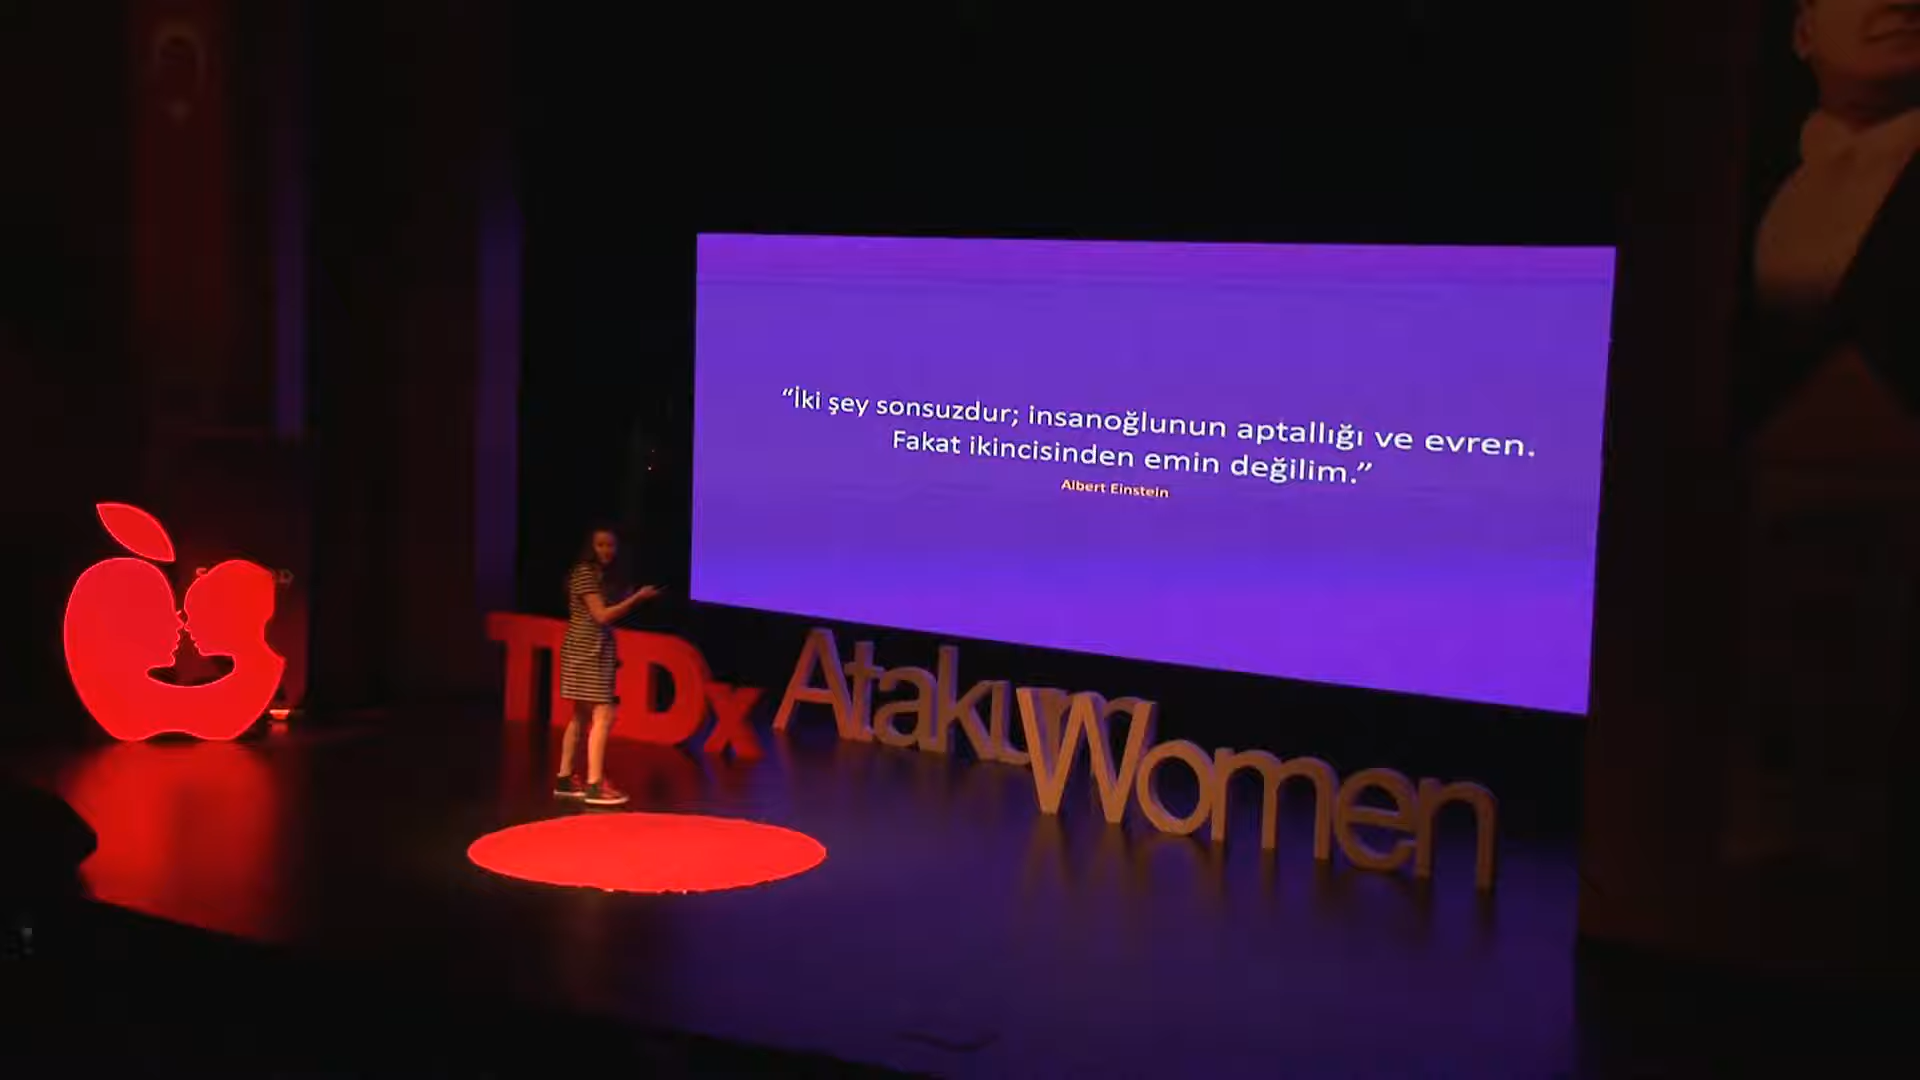 “İki şey sonsuzdur; insanoğlunun aptallığı ve evren.
Fakat ikincisinden emin değilim.”
Albert Einstein
TEDx Atakum
Women